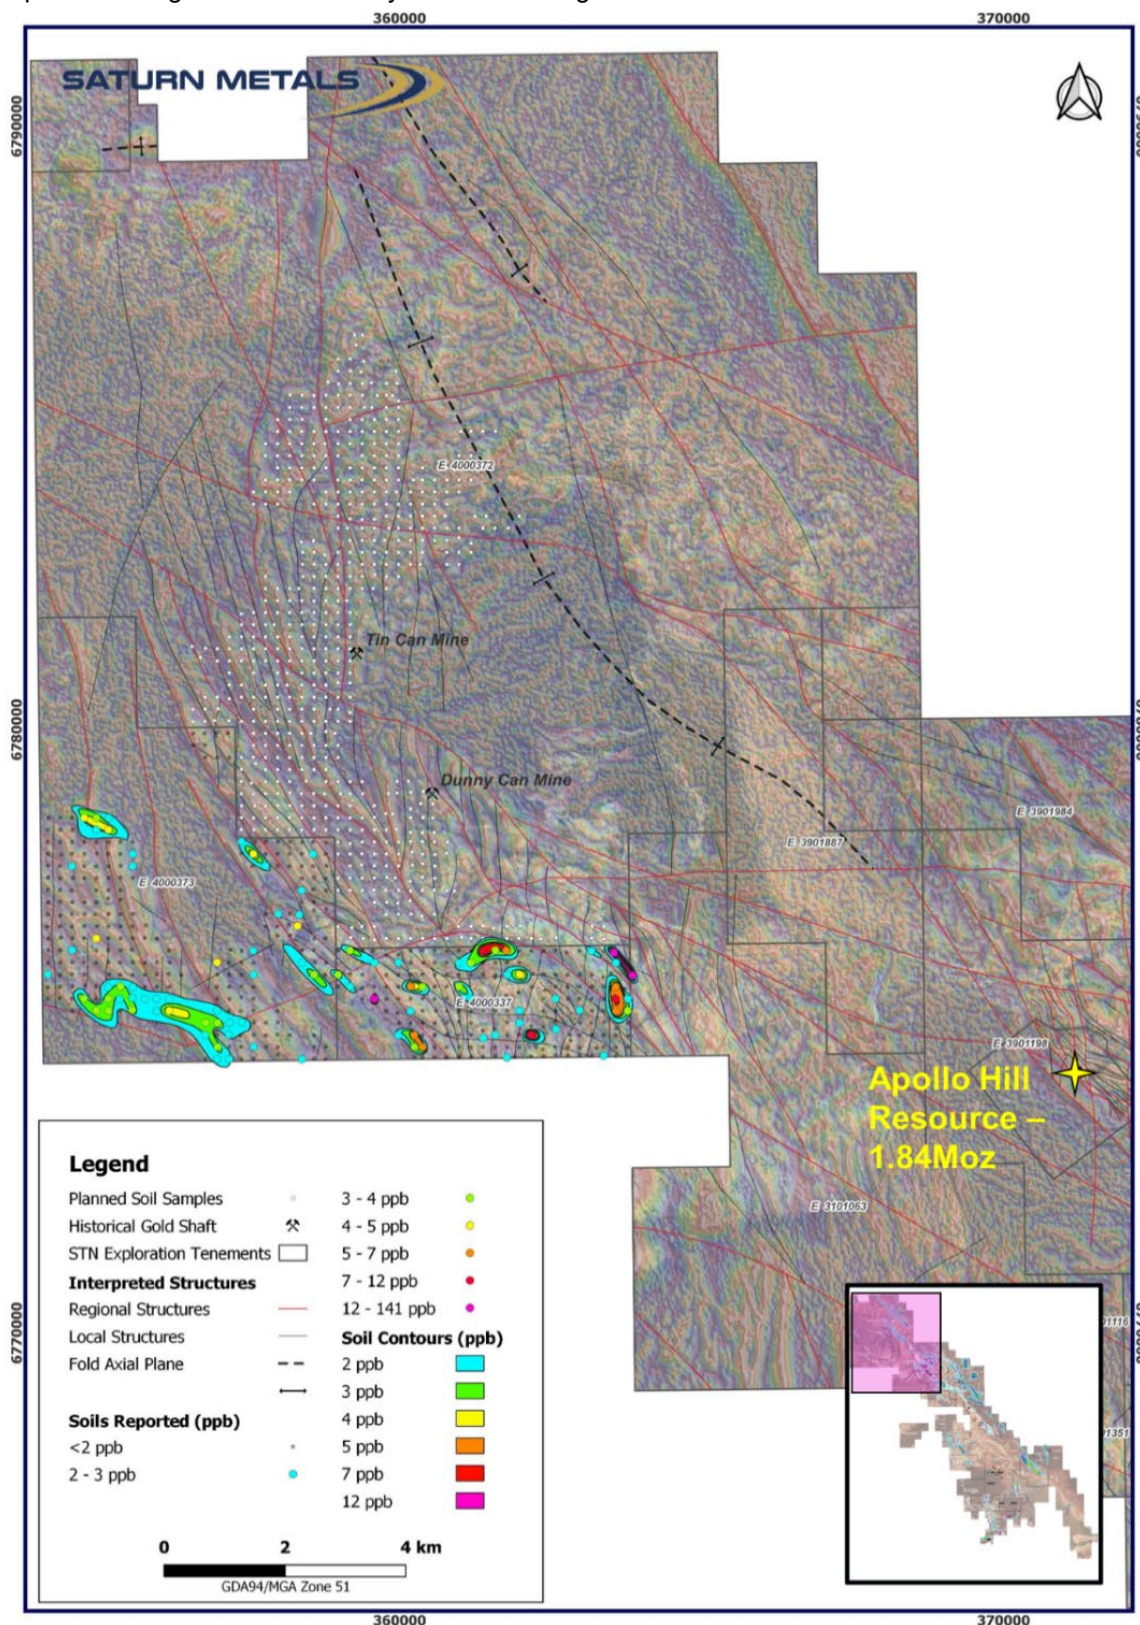 360000
370000
SATURN METALS
6790000
E 4000372
Tin Can Mine
6780000
Dunny Can Mine
E 3901984
E 3901887
E 4000373
E 4000337
E 3901198
Apollo Hill
Resource –
1.84Moz
E 3101063
Legend
Planned Soil Samples
Historical Gold Shaft
STN Exploration Tenements
Interpreted Structures
Regional Structures
Local Structures
Fold Axial Plane
Soils Reported (ppb)
<2 ppb
2 - 3 ppb
3 - 4 ppb
4 - 5 ppb
5 - 7 ppb
7 - 12 ppb
12 - 141 ppb
Soil Contours (ppb)
2 ppb
3 ppb
4 ppb
5 ppb
7 ppb
12 ppb
0 2 4 km
GDA94/MGA Zone 51
6770000
360000
370000